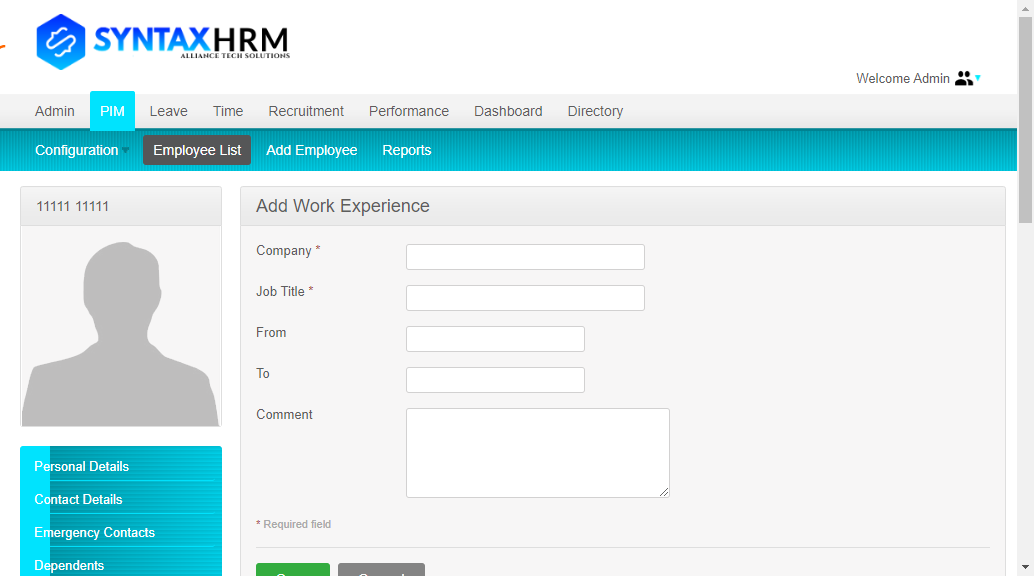 SYNTAXHRM
ALLIANCE TECH SOLUTIONS
Welcome Admin
Admin PIM Leave Time Recruitment Performance Dashboard Directory
Configuration Employee List Add Employee Reports
11111 11111
Add Work Experience
Company *
Job Title *
From
To
Comment
* Required field
Personal Details
Contact Details
Emergency Contacts
Dependents